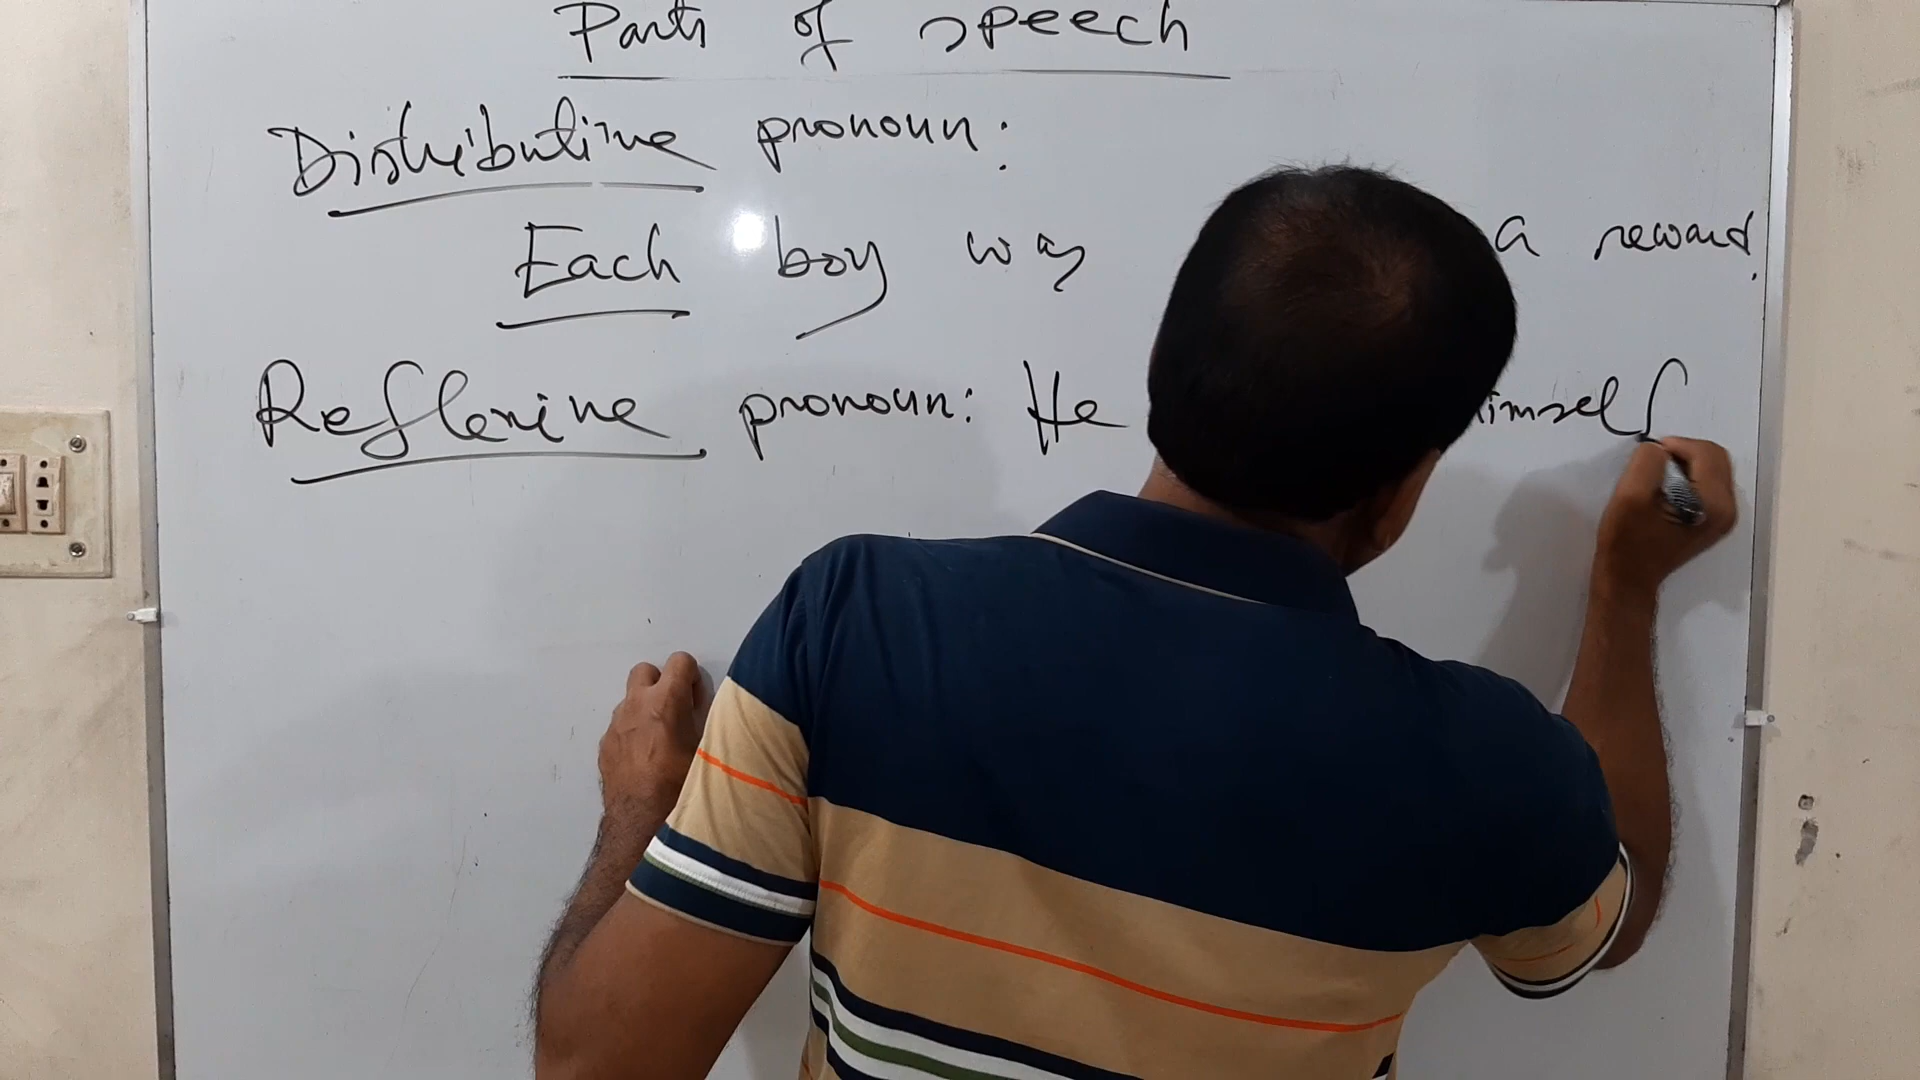 Parts of speech
Distributive pronoun:
Each boy was a reward.
Reflexive pronoun: He himself